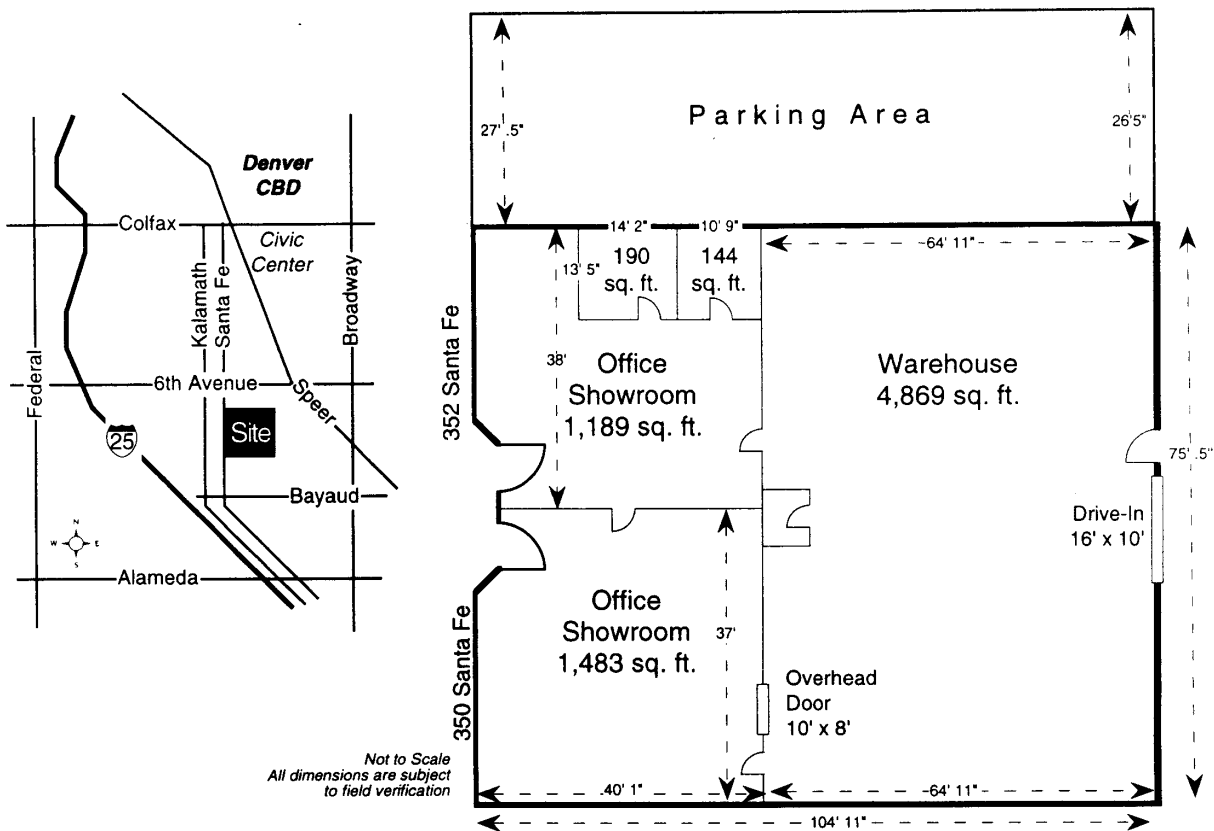 Denver
CBD
Colfax
Civic
Center
Kalamath
Santa Fe
Broadway
Federal
6th Avenue
Speer
25
Site
Bayaud
N
W
E
S
Alameda
Parking Area
27' .5"
26'5"
14' 2"
10' 9"
64' 11"
190
sq. ft.
144
sq. ft.
13' 5"
352 Santa Fe
38'
Office
Showroom
1,189 sq. ft.
Warehouse
4,869 sq. ft.
75' .5"
Drive-In
16' x 10'
350 Santa Fe
Office
Showroom
1,483 sq. ft.
37'
Overhead
Door
10' x 8'
Not to Scale
All dimensions are subject
to field verification
40' 1"
64' 11"
104' 11"